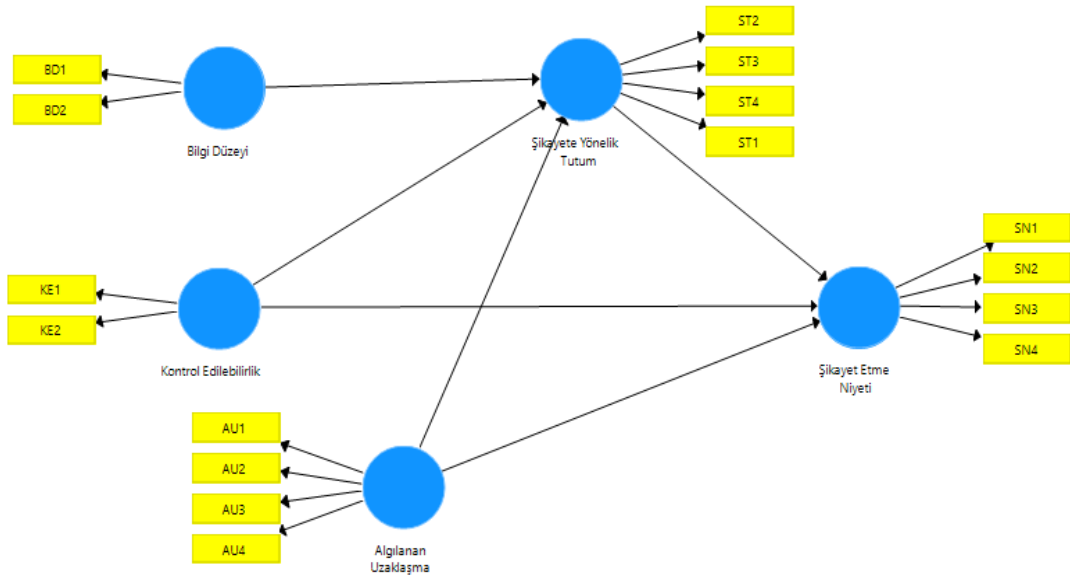 BD1
BD2
Bilgi Düzeyi
ST2
ST3
ST4
ST1
Şikayete Yönelik
Tutum
KE1
KE2
Kontrol Edilebilirlik
SN1
SN2
SN3
SN4
Şikayet Etme
Niyeti
AU1
AU2
AU3
AU4
Algılanan
Uzaklaşma